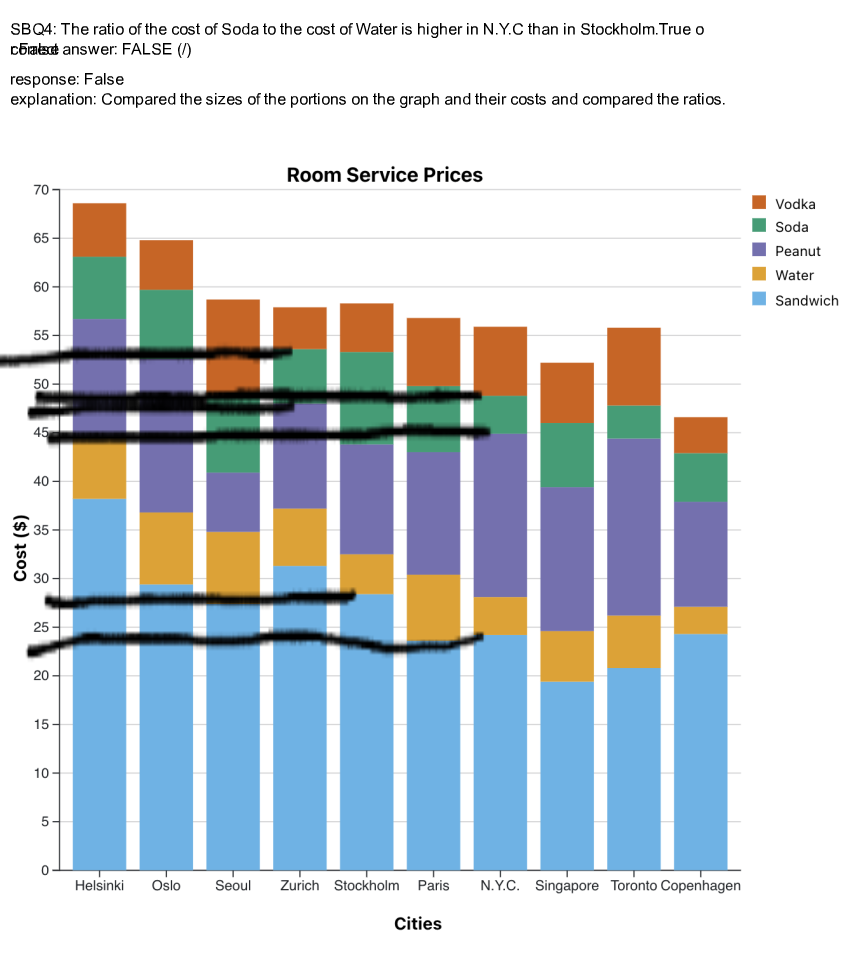 SBQ4: The ratio of the cost of Soda to the cost of Water is higher in N.Y.C than in Stockholm.True o
answer: FALSE (/)
response: False
explanation: Compared the sizes of the portions on the graph and their costs and compared the ratios.
Room Service Prices
70
65
60
55
50
45
40
35
30
25
20
15
10
5
0
Cost ($)
Vodka
Soda
Peanut
Water
Sandwich
Helsinki Oslo Seoul Zurich Stockholm Paris N.Y.C. Singapore Toronto Copenhagen
Cities